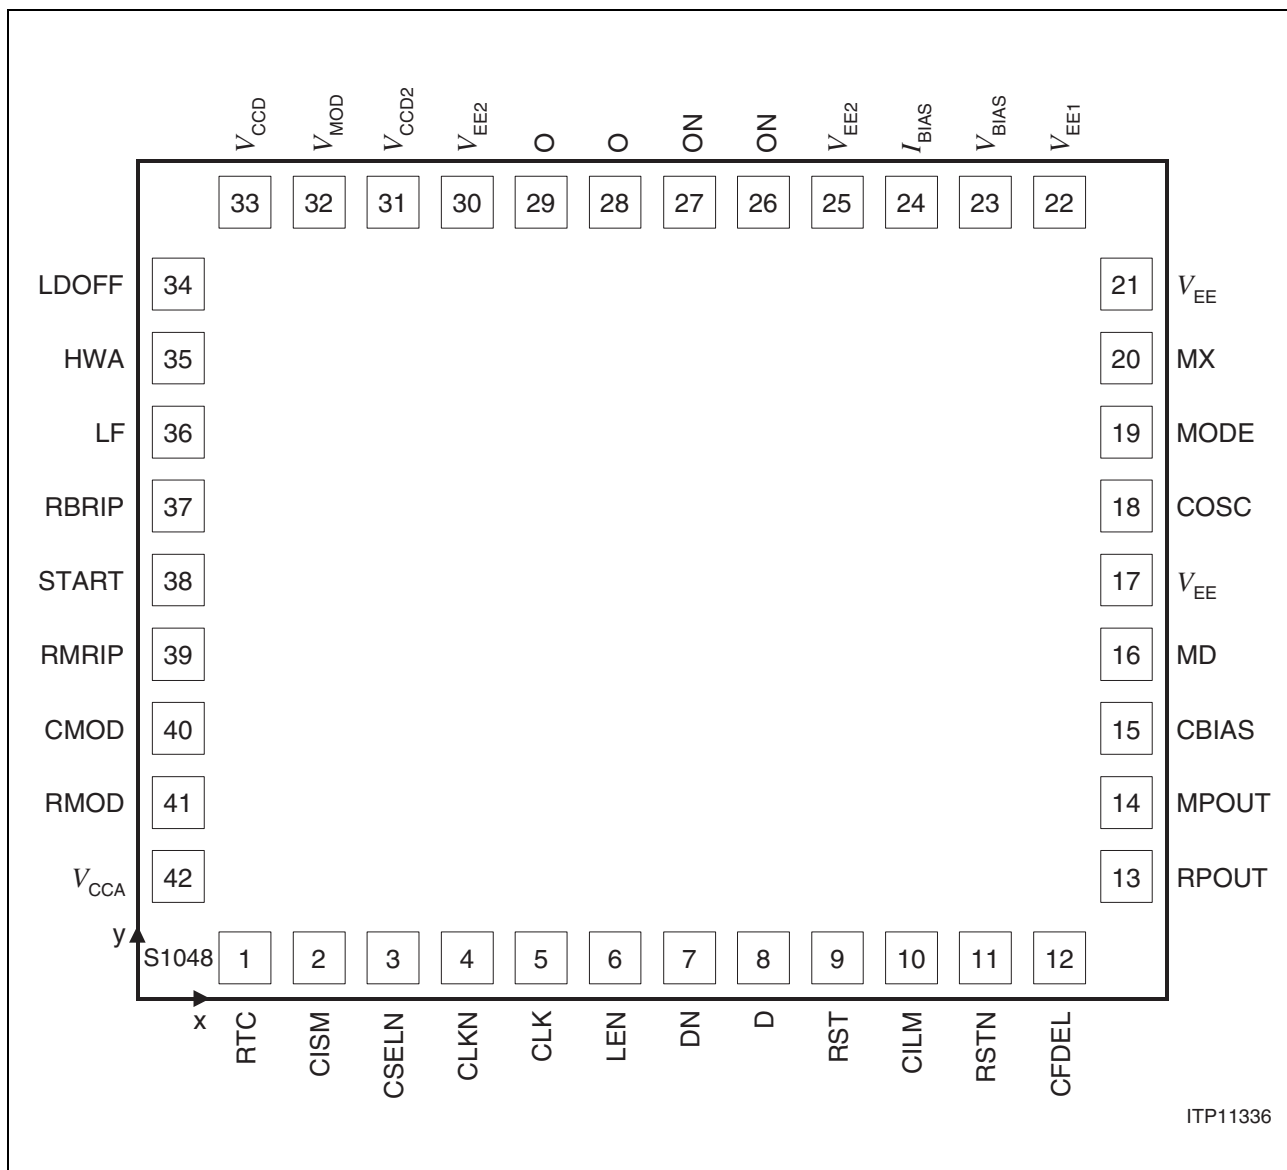 VCCD VMOD VCCD2 VEE2 O O ON ON VEE2 IBIAS VBIAS VEE1
33 32 31 30 29 28 27 26 25 24 23 22
LDOFF 34 21 VEE
HWA 35 20 MX
LF 36 19 MODE
RBRIP 37 18 COSC
START 38 17 VEE
RMRIP 39 16 MD
CMOD 40 15 CBIAS
RMOD 41 14 MPOUT
VCCA 42 13 RPOUT
y
S1048 1 2 3 4 5 6 7 8 9 10 11 12
x
RTC CISM CSELN CLKN CLK LEN DN D RST CILM RSTN CFDEL
ITP11336